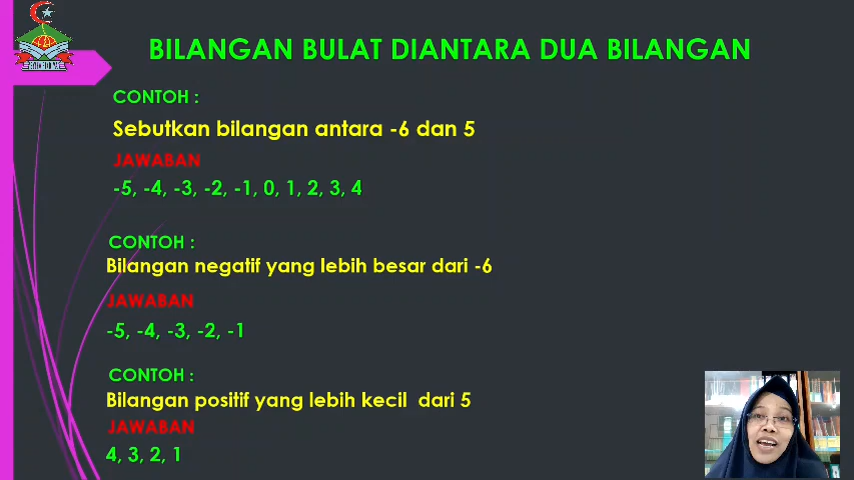 BILANGAN BULAT DIANTARA DUA BILANGAN
CONTOH :
Sebutkan bilangan antara -6 dan 5
JAWABAN
-5, -4, -3, -2, -1, 0, 1, 2, 3, 4
CONTOH :
Bilangan negatif yang lebih besar dari -6
JAWABAN
-5, -4, -3, -2, -1
CONTOH :
Bilangan positif yang lebih kecil dari 5
JAWABAN
4, 3, 2, 1